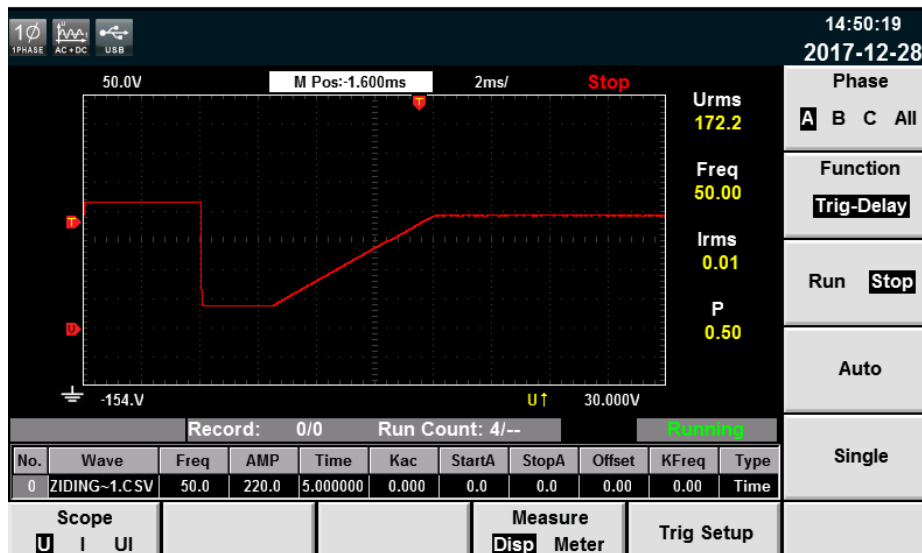 1Ø 1PHASE AC+DC USB 14:50:19
2017-12-28
50.0V M Pos:-1.600ms 2ms/ Stop
T
Urms
172.2
Freq
50.00
Irms
0.01
P
0.50
T
U
-154.V U↑ 30.000V
Phase
A B C All
Function
Trig-Delay
Run Stop
Auto
Single
Record: 0/0 Run Count: 4/-- Running
No. Wave Freq AMP Time Kac StartA StopA Offset KFreq Type
0 ZIDING~1.CSV 50.0 220.0 5.000000 0.000 0.0 0.0 0.00 0.00 Time
Scope
U I UI
Measure
Disp Meter
Trig Setup